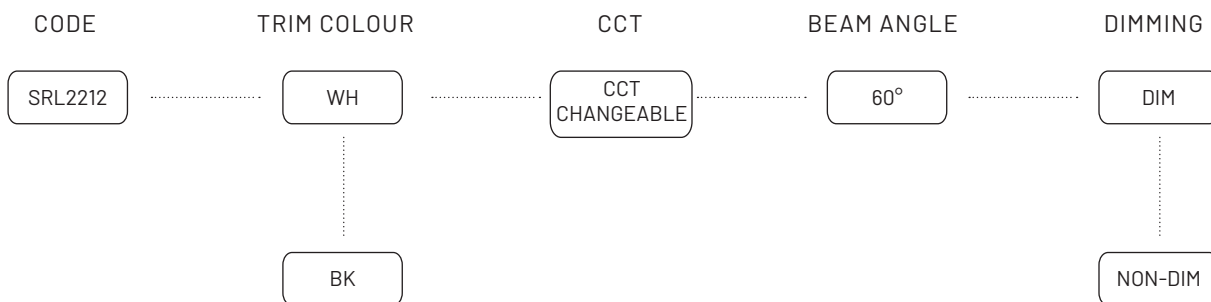 CODE
TRIM COLOUR
CCT
BEAM ANGLE
DIMMING
SRL2212
WH
CCT
CHANGEABLE
60°
DIM
BK
NON-DIM